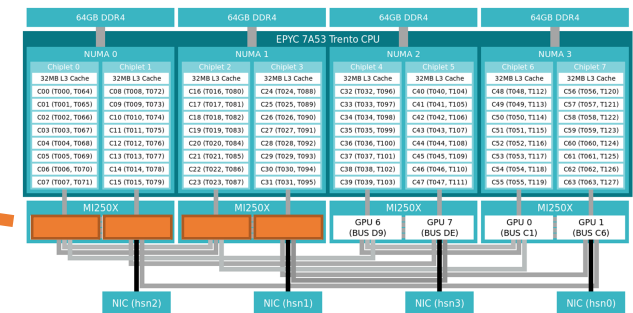 64GB DDR4 64GB DDR4 64GB DDR4 64GB DDR4
EPYC 7A53 Trento CPU
NUMA 0 NUMA 1 NUMA 2 NUMA 3
Chiplet 0 Chiplet 1 Chiplet 2 Chiplet 3 Chiplet 4 Chiplet 5 Chiplet 6 Chiplet 7
32MB L3 Cache 32MB L3 Cache 32MB L3 Cache 32MB L3 Cache 32MB L3 Cache 32MB L3 Cache 32MB L3 Cache 32MB L3 Cache
C00 (T000, T064) C08 (T008, T072) C16 (T016, T080) C24 (T024, T088) C32 (T032, T096) C40 (T040, T104) C48 (T048, T112) C56 (T056, T120)
C01 (T001, T065) C09 (T009, T073) C17 (T017, T081) C25 (T025, T089) C33 (T033, T097) C41 (T041, T105) C49 (T049, T113) C57 (T057, T121)
C02 (T002, T066) C10 (T010, T074) C18 (T018, T082) C26 (T026, T090) C34 (T034, T098) C42 (T042, T106) C50 (T050, T114) C58 (T058, T122)
C03 (T003, T067) C11 (T011, T075) C19 (T019, T083) C27 (T027, T091) C35 (T035, T099) C43 (T043, T107) C51 (T051, T115) C59 (T059, T123)
C04 (T004, T068) C12 (T012, T076) C20 (T020, T084) C28 (T028, T092) C36 (T036, T100) C44 (T044, T108) C52 (T052, T116) C60 (T060, T124)
C05 (T005, T069) C13 (T013, T077) C21 (T021, T085) C29 (T029, T093) C37 (T037, T101) C45 (T045, T109) C53 (T053, T117) C61 (T061, T125)
C06 (T006, T070) C14 (T014, T078) C22 (T022, T086) C30 (T030, T094) C38 (T038, T102) C46 (T046, T110) C54 (T054, T118) C62 (T062, T126)
C07 (T007, T071) C15 (T015, T079) C23 (T023, T087) C31 (T031, T095) C39 (T039, T103) C47 (T047, T111) C55 (T055, T119) C63 (T063, T127)
MI250X MI250X MI250X MI250X
GPU 6 GPU 7 GPU 0 GPU 1
(BUS D9) (BUS DE) (BUS C1) (BUS C6)
NIC (hsn2) NIC (hsn1) NIC (hsn3) NIC (hsn0)